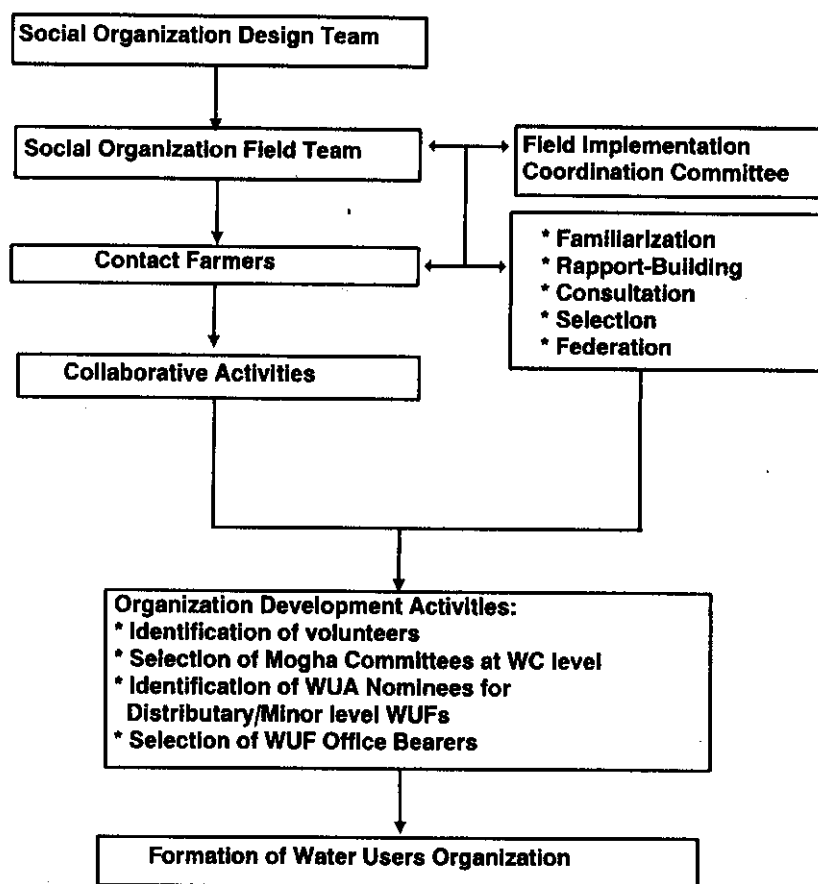 Social Organization Design Team
Social Organization Field Team
Field Implementation
Coordination Committee
Contact Farmers
* Familiarization
* Rapport-Building
* Consultation
* Selection
* Federation
Collaborative Activities
Organization Development Activities:
* Identification of volunteers
* Selection of Mogha Committees at WC level
* Identification of WUA Nominees for
Distributary/Minor level WUFs
* Selection of WUF Office Bearers
Formation of Water Users Organization